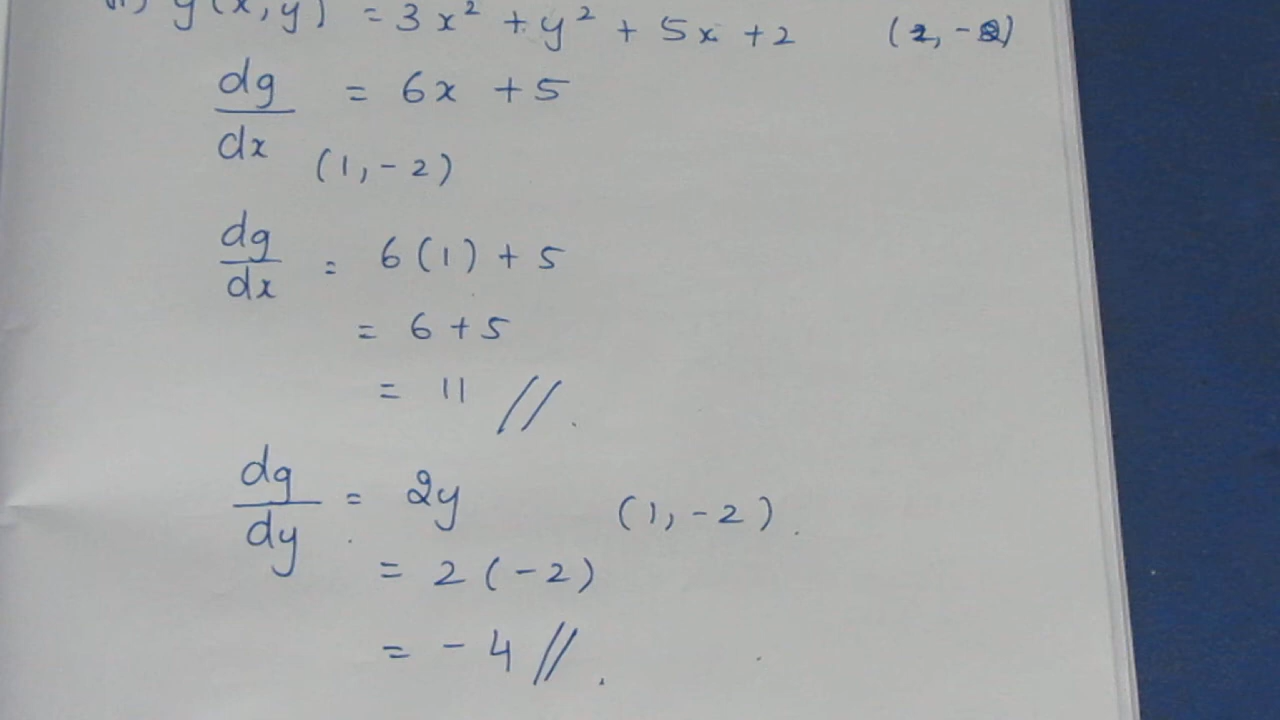 g(x,y) = 3x² + y² + 5x + 2 (1, -2)
dg/dx = 6x + 5
(1, -2)
dg/dx = 6(1) + 5
= 6 + 5
= 11 //.
dg/dy = 2y (1, -2).
= 2(-2)
= -4 //.